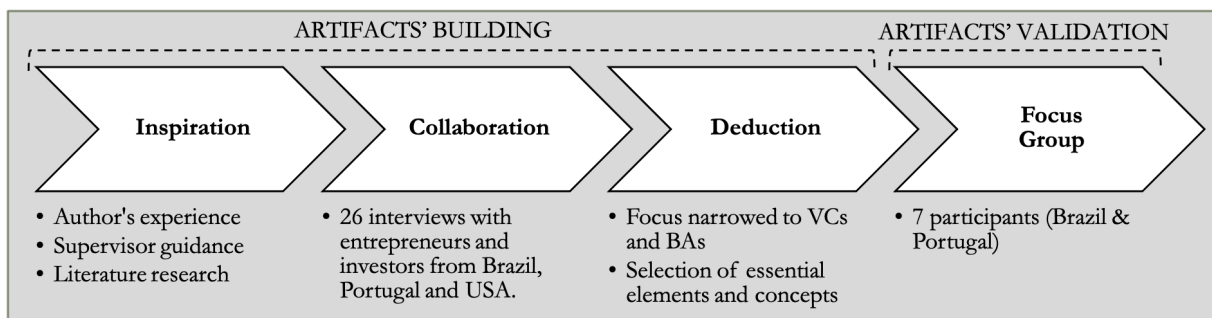 ARTIFACTS’ BUILDING
ARTIFACTS’ VALIDATION
Inspiration
Collaboration
Deduction
Focus
Group
• Author's experience
• Supervisor guidance
• Literature research
• 26 interviews with
entrepreneurs and
investors from Brazil,
Portugal and USA.
• Focus narrowed to VCs
and BAs
• Selection of essential
elements and concepts
• 7 participants (Brazil &
Portugal)